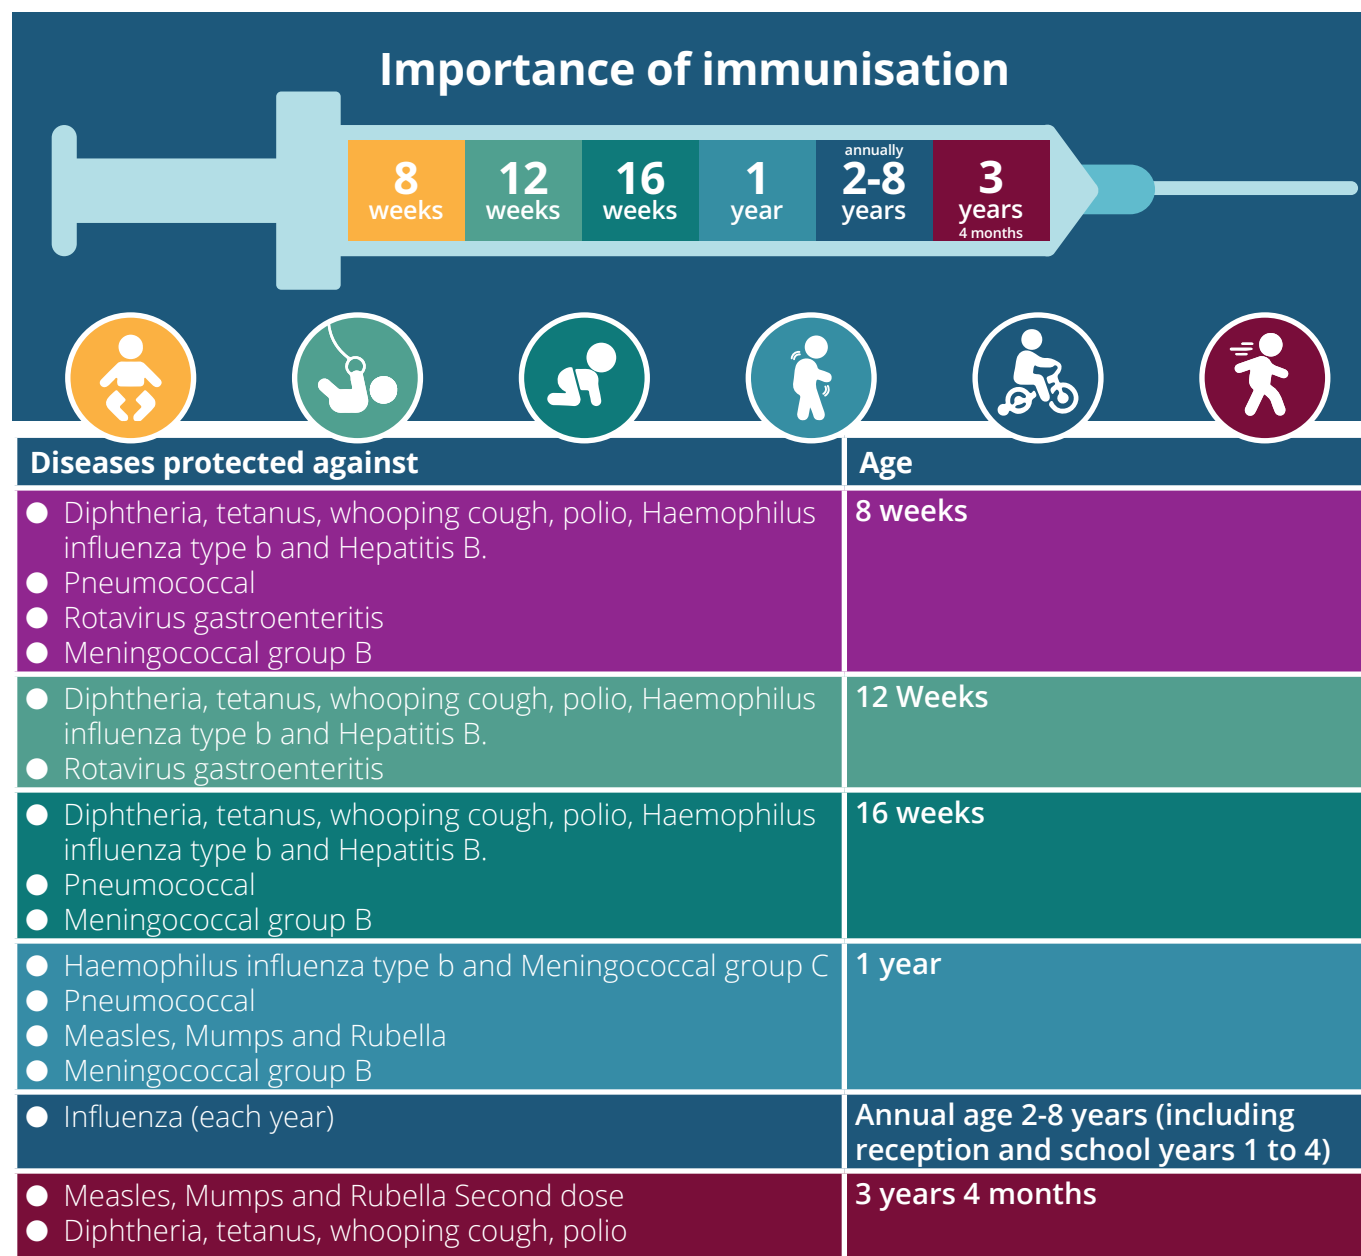 Importance of immunisation
8
weeks
12
weeks
16
weeks
1
year
annually
2-8
years
3
years
4 months
Diseases protected against
Age
● Diphtheria, tetanus, whooping cough, polio, Haemophilus
influenza type b and Hepatitis B.
● Pneumococcal
● Rotavirus gastroenteritis
● Meningococcal group B
8 weeks
● Diphtheria, tetanus, whooping cough, polio, Haemophilus
influenza type b and Hepatitis B.
● Rotavirus gastroenteritis
12 Weeks
● Diphtheria, tetanus, whooping cough, polio, Haemophilus
influenza type b and Hepatitis B.
● Pneumococcal
● Meningococcal group B
16 weeks
● Haemophilus influenza type b and Meningococcal group C
● Pneumococcal
● Measles, Mumps and Rubella
● Meningococcal group B
1 year
● Influenza (each year)
Annual age 2-8 years (including
reception and school years 1 to 4)
● Measles, Mumps and Rubella Second dose
● Diphtheria, tetanus, whooping cough, polio
3 years 4 months